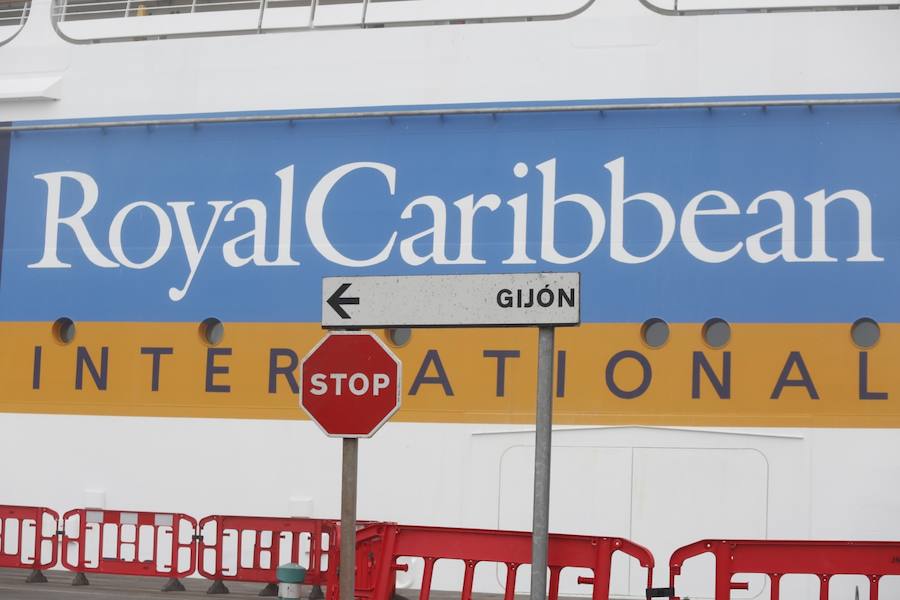 RoyalCaribbean
GIJÓN
INTERNATIONAL
STOP